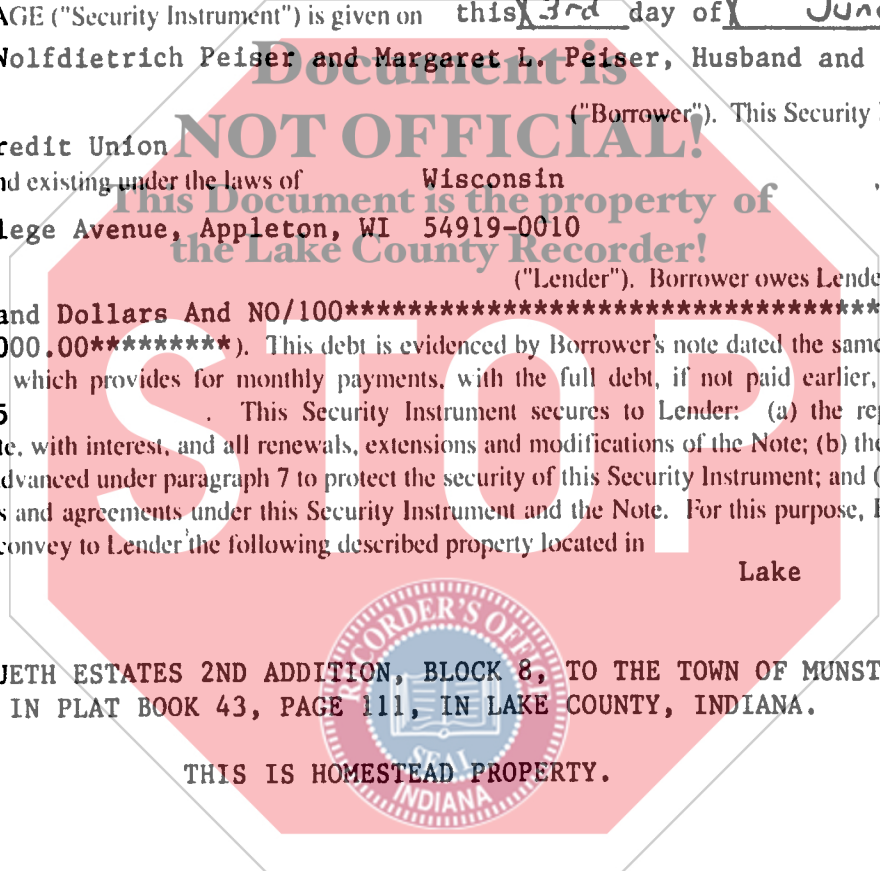 AGE ("Security Instrument") is given on this 3rd day of June
Wolfdietrich Peiser and Margaret L. Peiser, Husband and
Document is
("Borrower"). This Security
NOT OFFICIAL!
redit Union
nd existing under the laws of Wisconsin ,
This Document is the property of
lege Avenue, Appleton, WI 54919-0010
the Lake County Recorder!
("Lender"). Borrower owes Lende
and Dollars And NO/100**********************************
000.00*********). This debt is evidenced by Borrower's note dated the same
which provides for monthly payments, with the full debt, if not paid earlier,
5 . This Security Instrument secures to Lender: (a) the rep
te, with interest, and all renewals, extensions and modifications of the Note; (b) the
dvanced under paragraph 7 to protect the security of this Security Instrument; and (
s and agreements under this Security Instrument and the Note. For this purpose, B
convey to Lender the following described property located in
STOP
Lake
RECORDER'S OFFICE
UETH ESTATES 2ND ADDITION, BLOCK 8, TO THE TOWN OF MUNST
IN PLAT BOOK 43, PAGE 111, IN LAKE COUNTY, INDIANA.
SEAL
THIS IS HOMESTEAD PROPERTY.
INDIANA